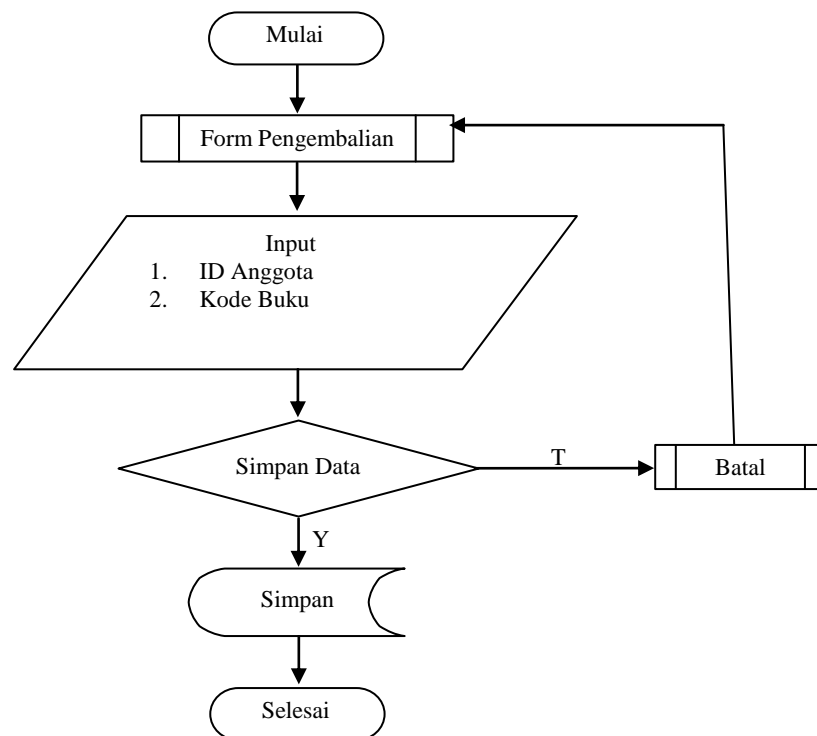 Mulai
Form Pengembalian
Input
1. ID Anggota
2. Kode Buku
Simpan Data
T
Batal
Y
Simpan
Selesai